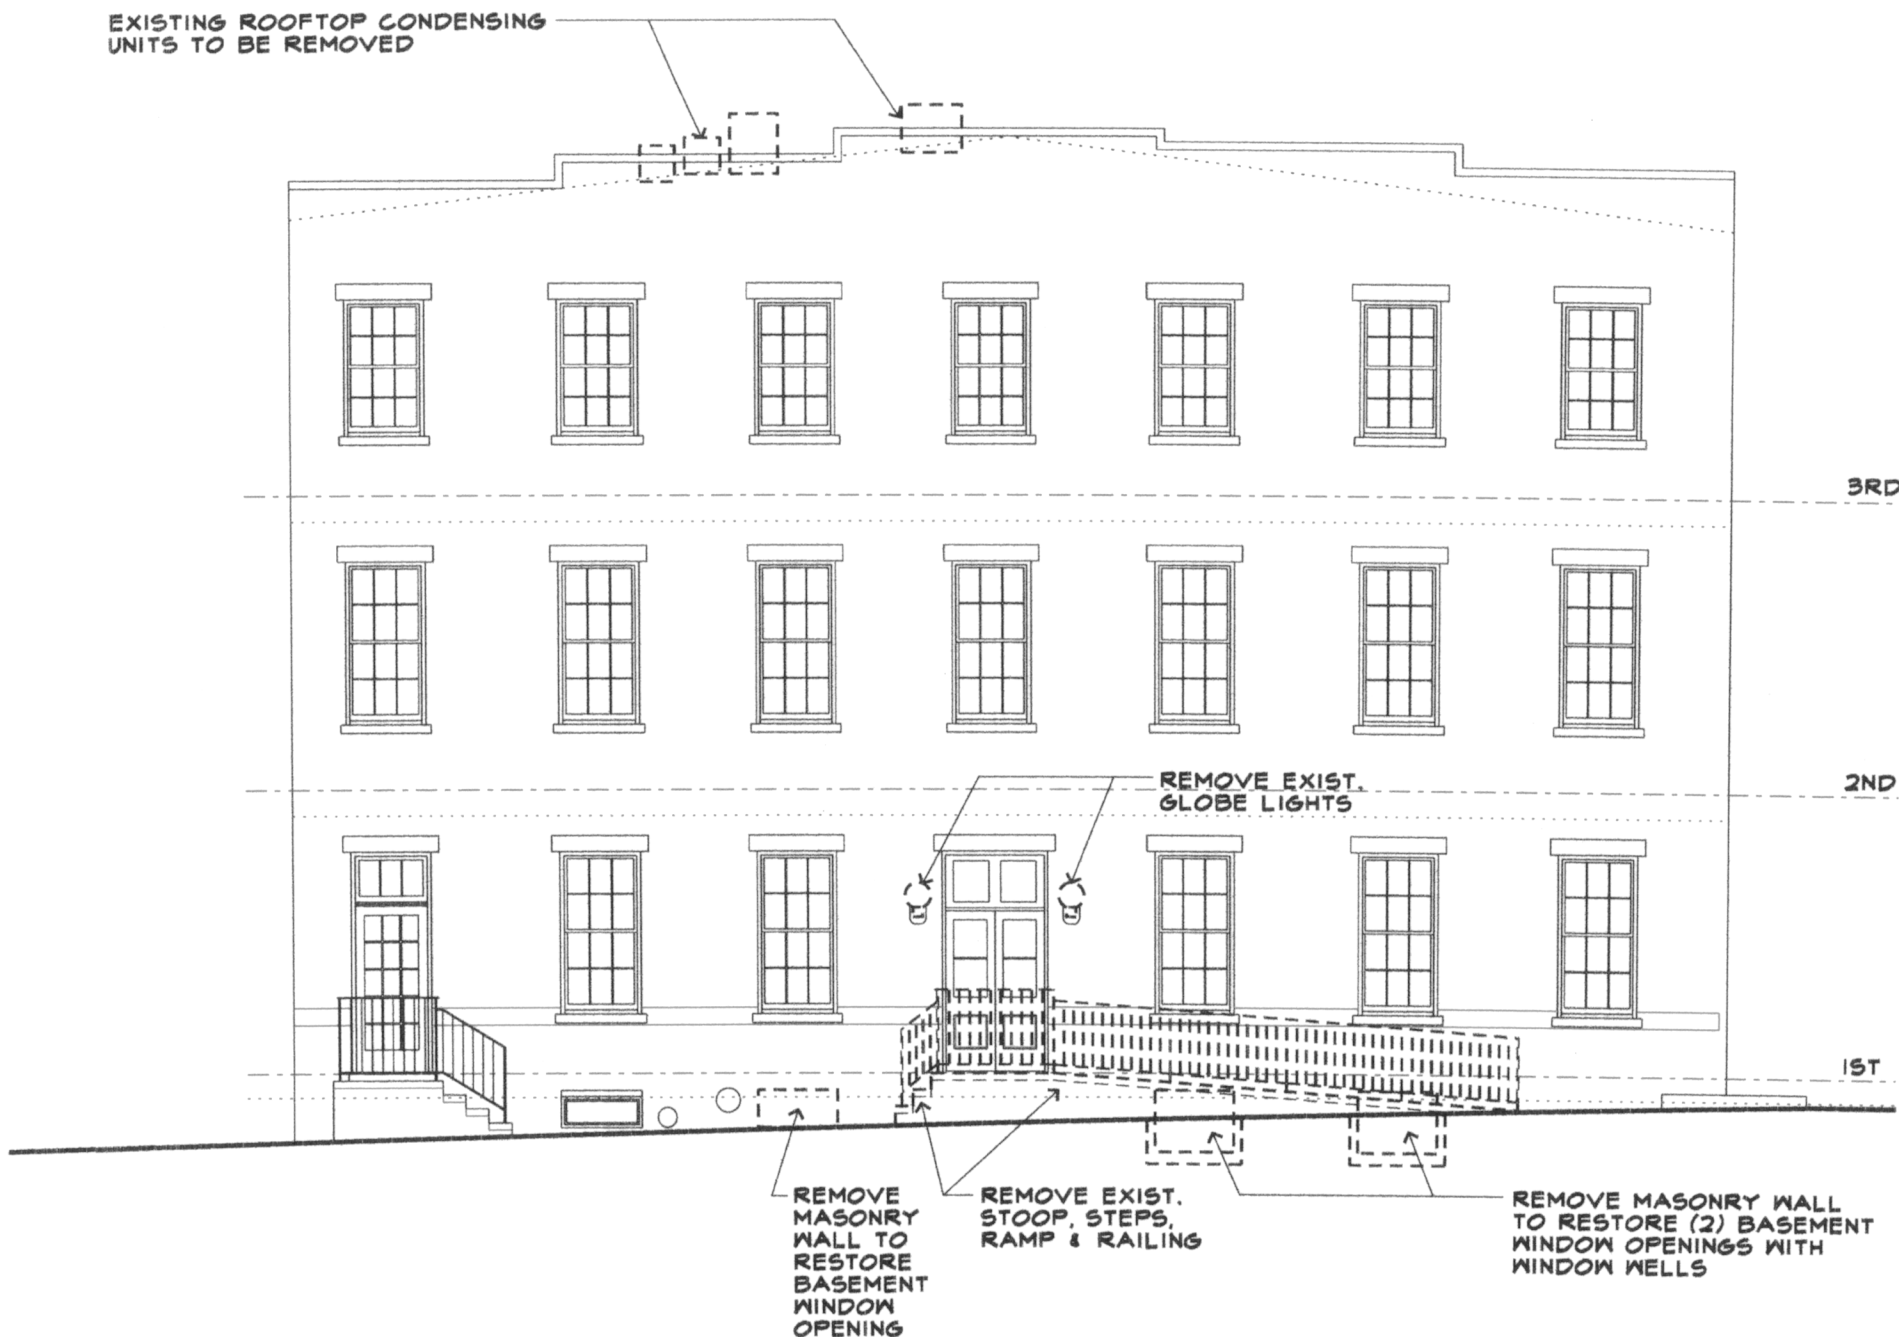 EXISTING ROOFTOP CONDENSING
UNITS TO BE REMOVED
3RD
2ND
REMOVE EXIST.
GLOBE LIGHTS
1ST
REMOVE
MASONRY
WALL TO
RESTORE
BASEMENT
WINDOW
OPENING
REMOVE EXIST.
STOOP, STEPS,
RAMP & RAILING
REMOVE MASONRY WALL
TO RESTORE (2) BASEMENT
WINDOW OPENINGS WITH
WINDOW WELLS